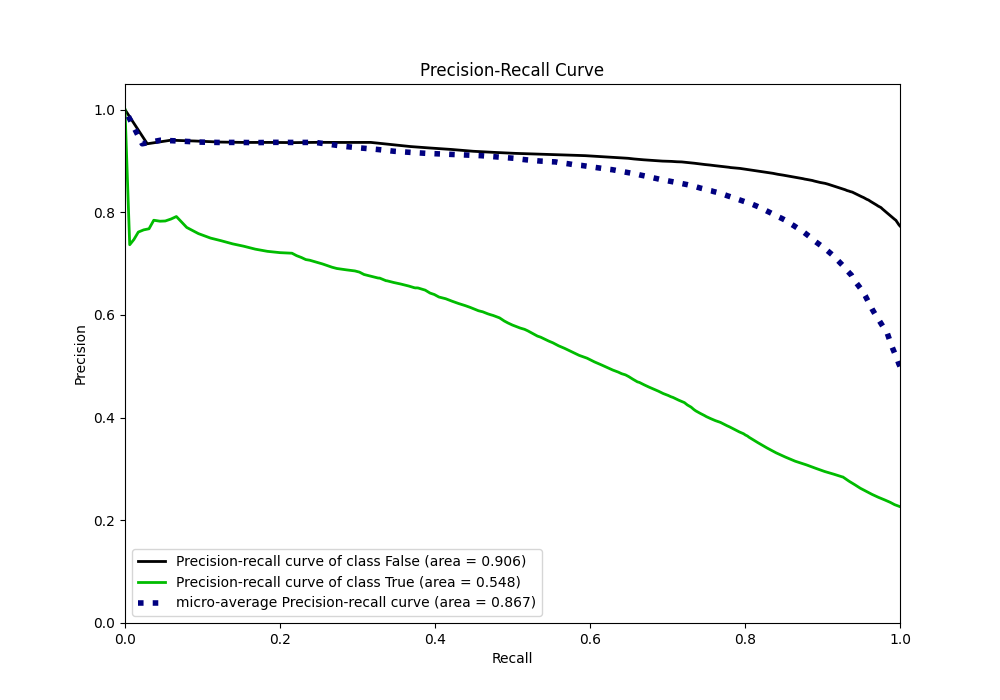 Precision-Recall Curve
1.0
0.8
0.6
0.4
0.2
0.0
Precision
Precision-recall curve of class False (area = 0.906)
Precision-recall curve of class True (area = 0.548)
micro-average Precision-recall curve (area = 0.867)
0.0 0.2 0.4 0.6 0.8 1.0
Recall